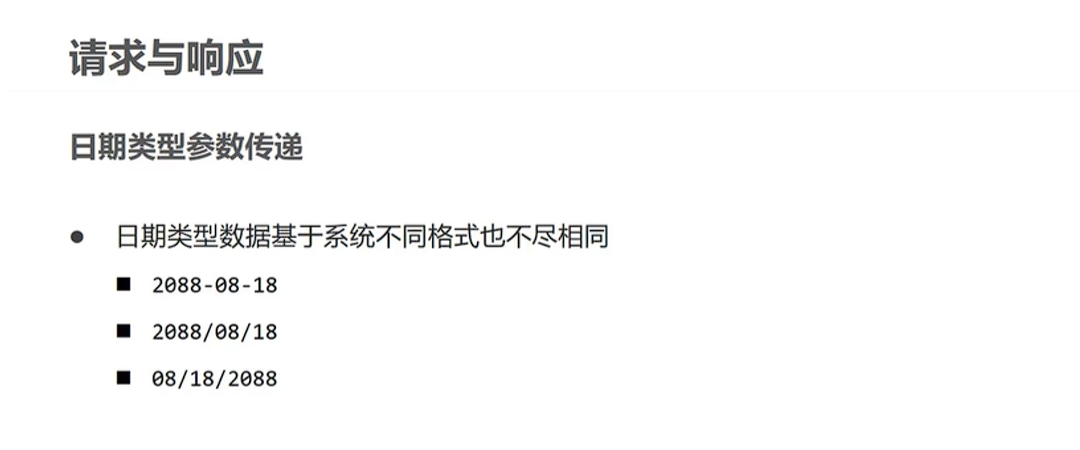 请求与响应
日期类型参数传递
● 日期类型数据基于系统不同格式也不尽相同
■ 2088-08-18
■ 2088/08/18
■ 08/18/2088